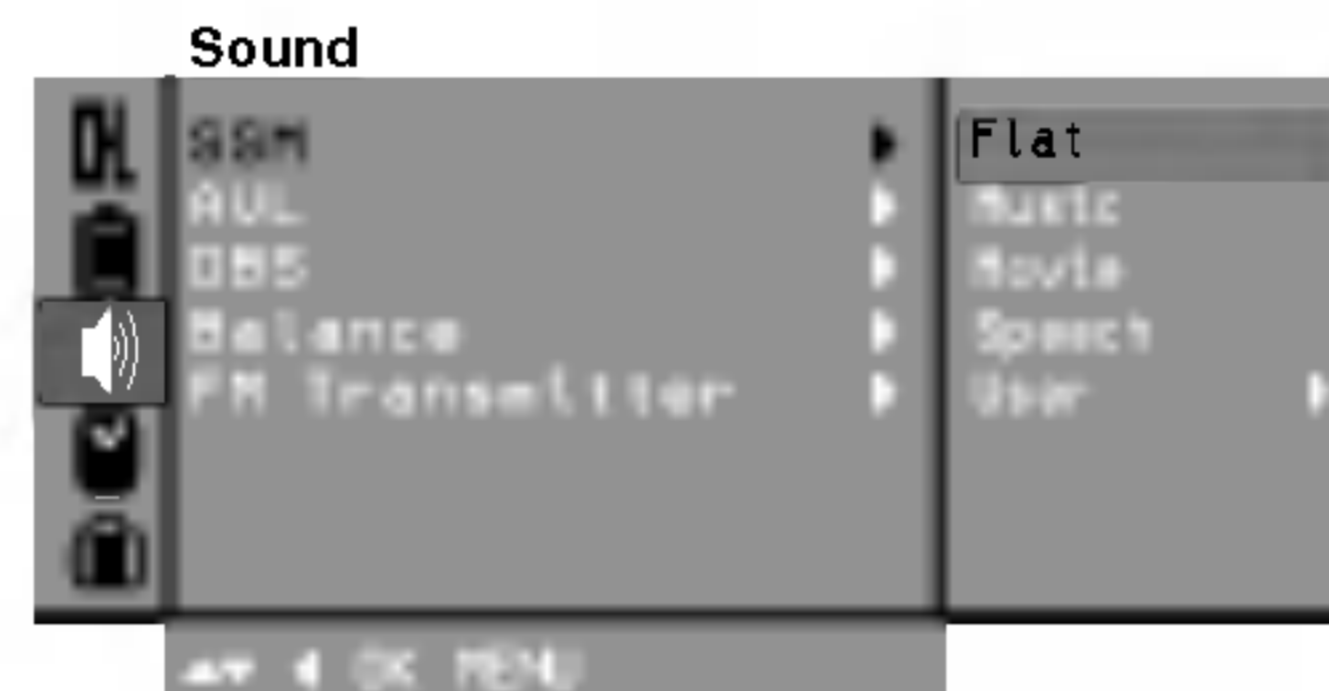 Sound
SSM
AVL
DBS
Balance
FM Transmitter
Flat
Music
Movie
Speech
User
OK MENU